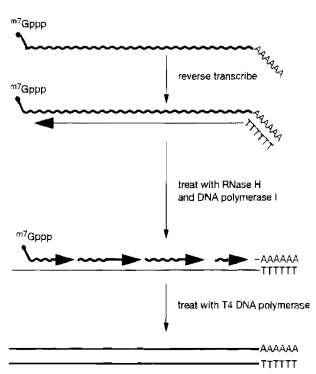 m7Gppp
AAAAAA
reverse transcribe
m7Gppp
AAAAAA
TTTTTT
treat with RNase H
and DNA polymerase I
m7Gppp
-AAAAAA
TTTTTT
treat with T4 DNA polymerase
AAAAAA
TTTTTT